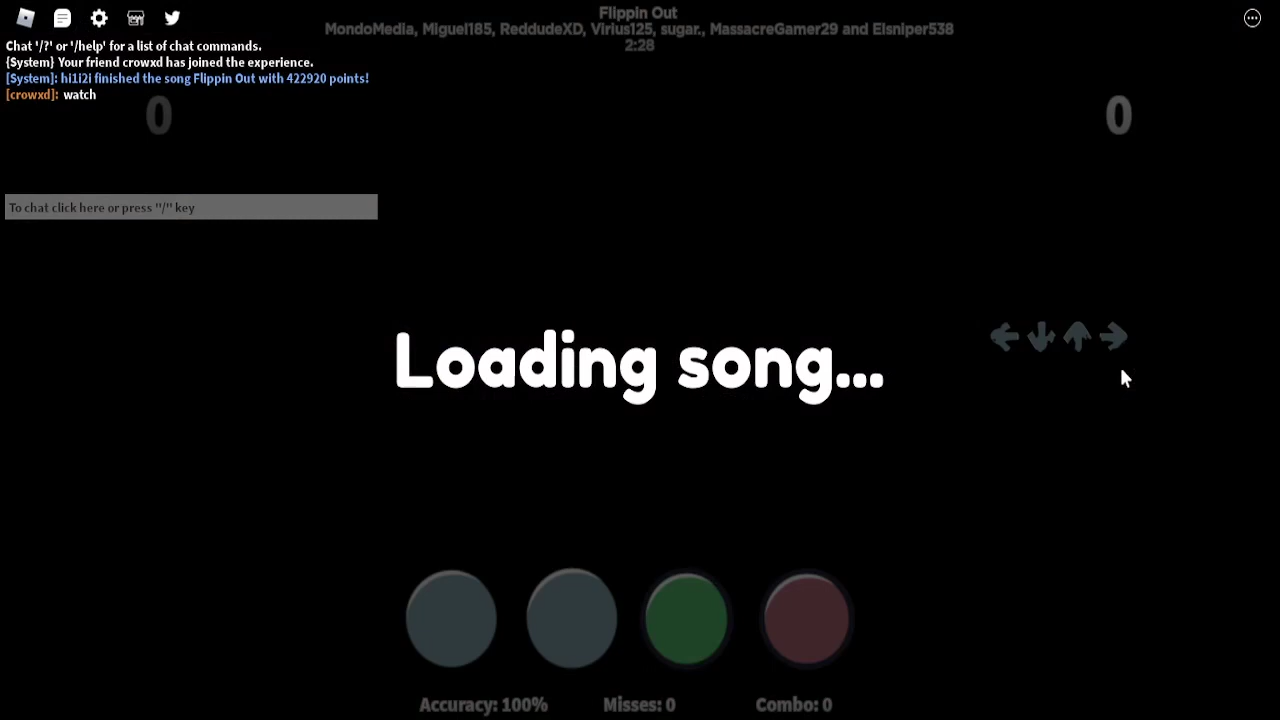 Flippin Out
MondoMedia, Miguel185, ReddudeXD, Virius125, sugar., MassacreGamer29 and Elsniper538
2:28
Chat '/?' or '/help' for a list of chat commands.
{System} Your friend crowxd has joined the experience.
[System]: hi1i2i finished the song Flippin Out with 422920 points!
[crowxd]: watch
0
0
To chat click here or press "/" key
Loading song...
Accuracy: 100%
Misses: 0
Combo: 0